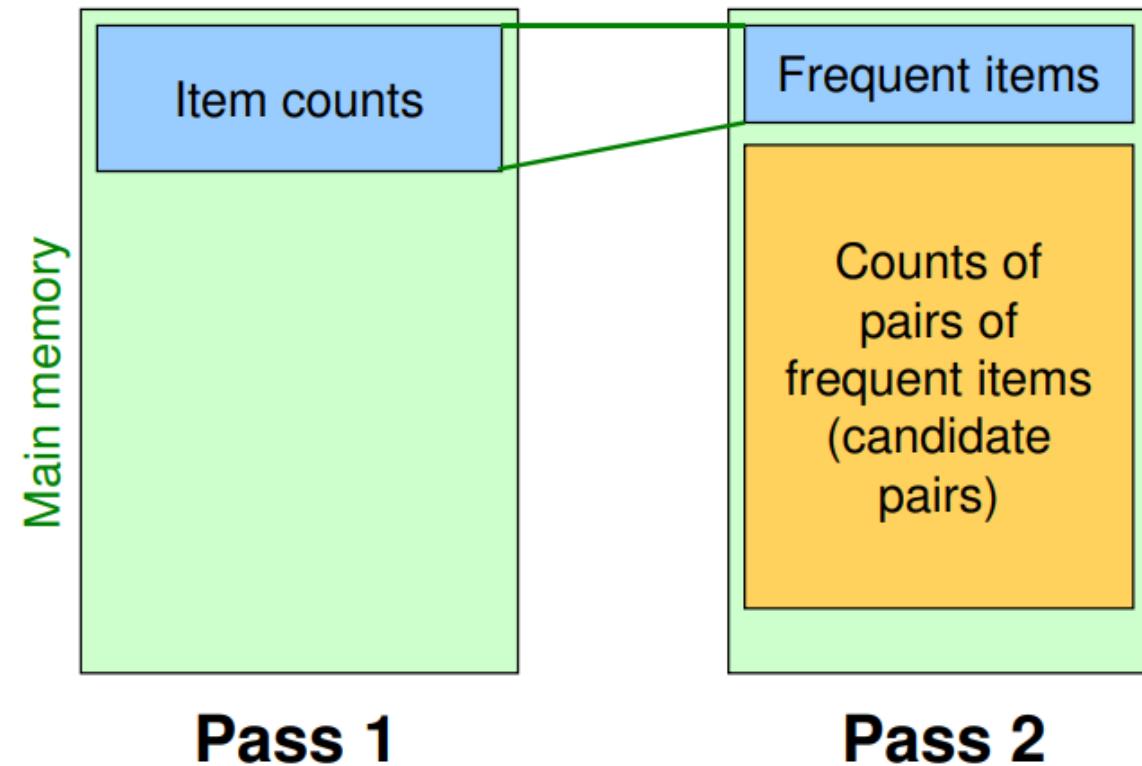 Main memory
Item counts
Frequent items
Counts of
pairs of
frequent items
(candidate
pairs)
Pass 1
Pass 2